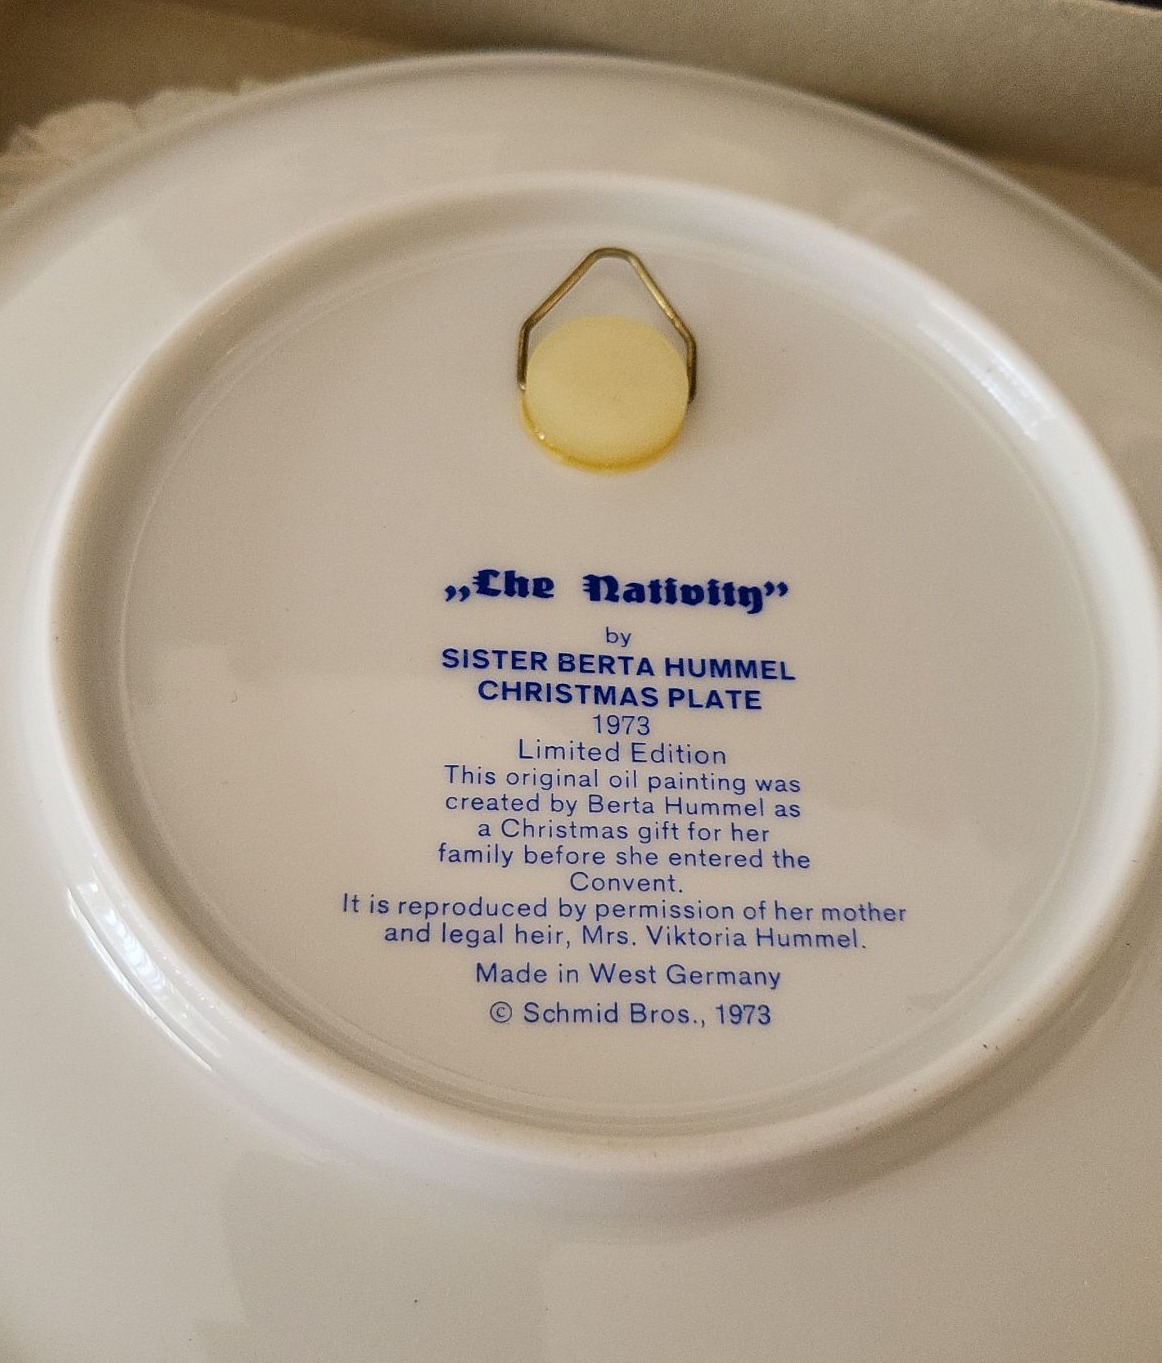 „The Nativity”
by
SISTER BERTA HUMMEL
CHRISTMAS PLATE
1973
Limited Edition
This original oil painting was
created by Berta Hummel as
a Christmas gift for her
family before she entered the
Convent.
It is reproduced by permission of her mother
and legal heir, Mrs. Viktoria Hummel.
Made in West Germany
© Schmid Bros., 1973